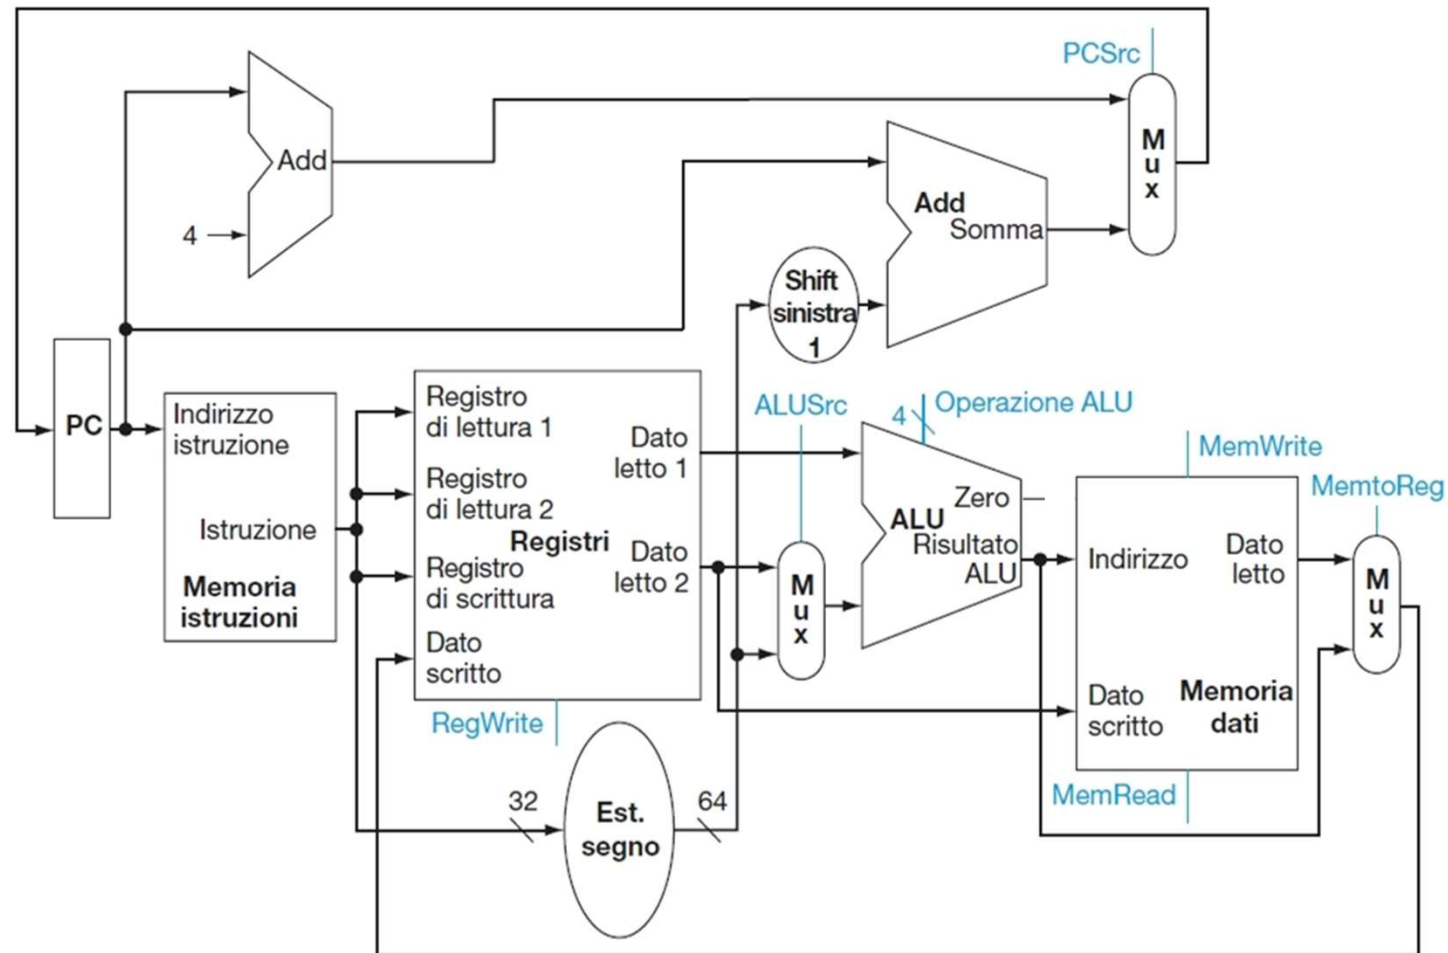 PCSrc
M
u
x
Add
4
Add
Somma
Shift
sinistra
1
PC
Indirizzo
istruzione
Istruzione
Memoria
istruzioni
Registro
di lettura 1
Registro
di lettura 2
Registri
Registro
di scrittura
Dato
scritto
Dato
letto 1
Dato
letto 2
RegWrite
ALUSrc
M
u
x
4
Operazione ALU
Zero
ALU
Risultato
ALU
MemWrite
MemtoReg
Indirizzo
Dato
letto
Dato
scritto
Memoria
dati
M
u
x
MemRead
32
Est.
segno
64